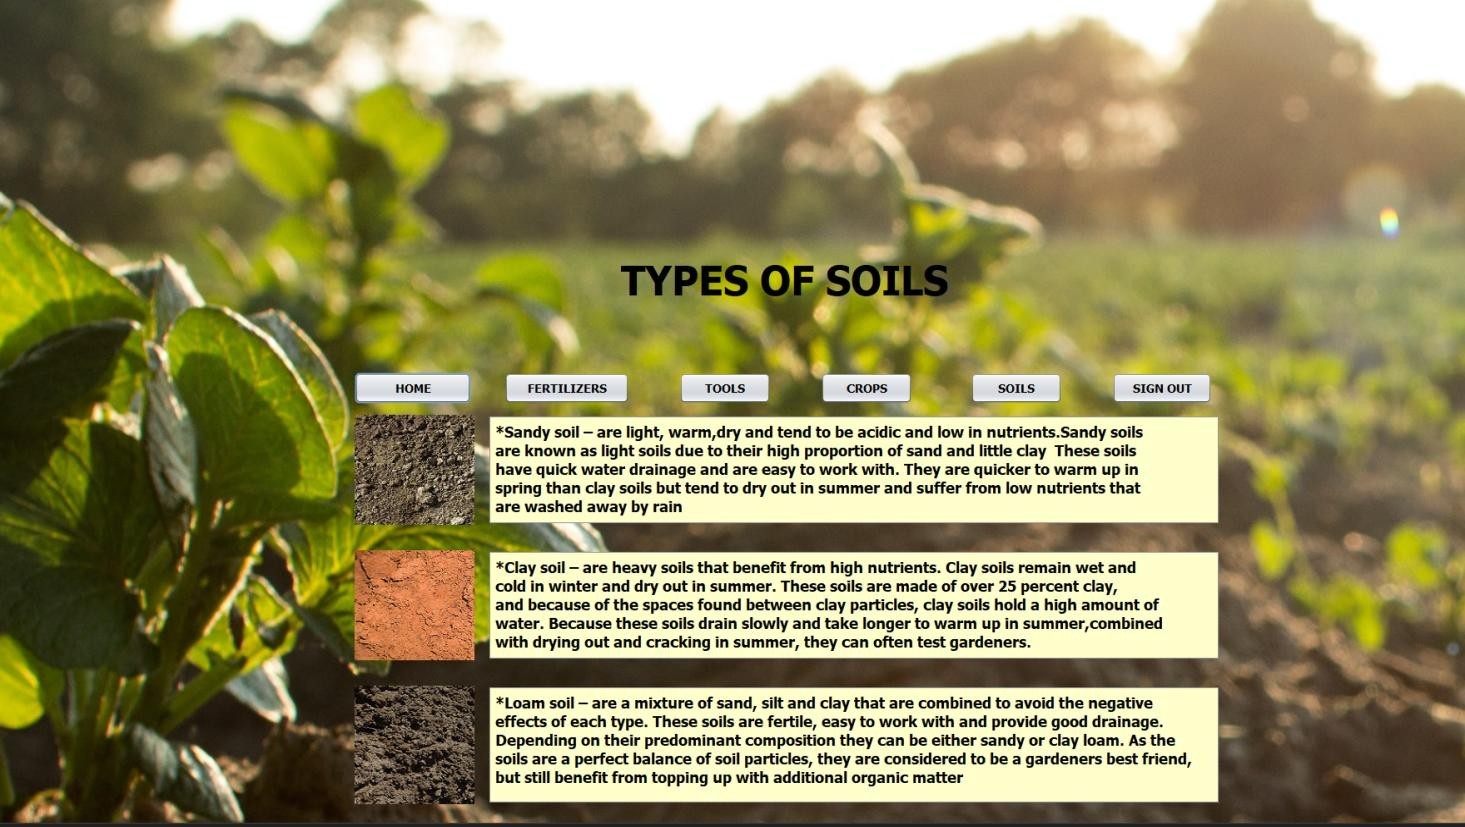 TYPES OF SOILS
HOME FERTILIZERS TOOLS CROPS SOILS SIGN OUT
*Sandy soil – are light, warm,dry and tend to be acidic and low in nutrients.Sandy soils
are known as light soils due to their high proportion of sand and little clay  These soils
have quick water drainage and are easy to work with. They are quicker to warm up in
spring than clay soils but tend to dry out in summer and suffer from low nutrients that
are washed away by rain
*Clay soil – are heavy soils that benefit from high nutrients. Clay soils remain wet and
cold in winter and dry out in summer. These soils are made of over 25 percent clay,
and because of the spaces found between clay particles, clay soils hold a high amount of
water. Because these soils drain slowly and take longer to warm up in summer,combined
with drying out and cracking in summer, they can often test gardeners.
*Loam soil – are a mixture of sand, silt and clay that are combined to avoid the negative
effects of each type. These soils are fertile, easy to work with and provide good drainage.
Depending on their predominant composition they can be either sandy or clay loam. As the
soils are a perfect balance of soil particles, they are considered to be a gardeners best friend,
but still benefit from topping up with additional organic matter